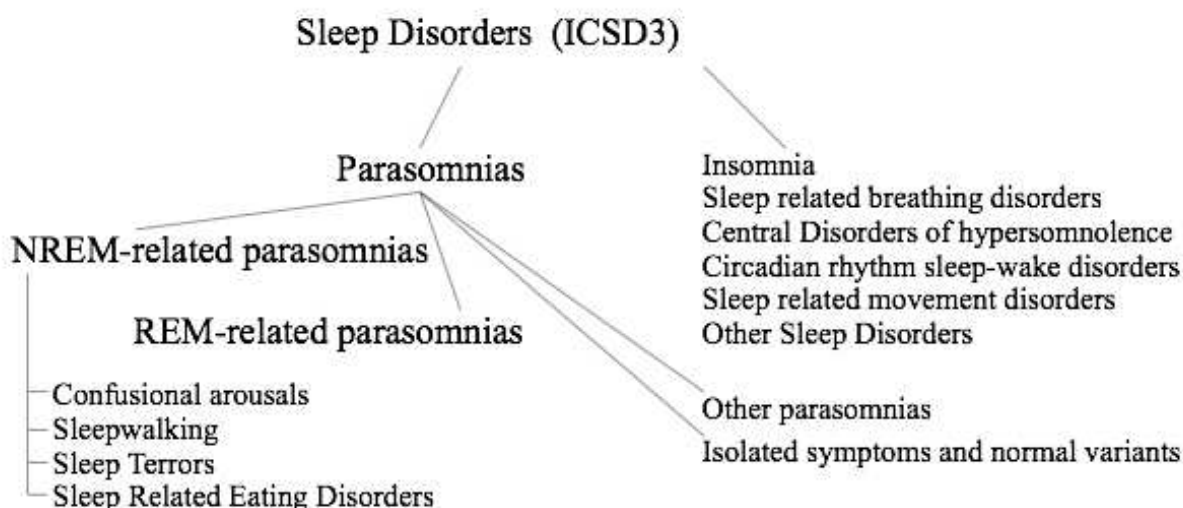 Sleep Disorders (ICSD3)
Parasomnias
NREM-related parasomnias
REM-related parasomnias
Confusional arousals
Sleepwalking
Sleep Terrors
Sleep Related Eating Disorders
Insomnia
Sleep related breathing disorders
Central Disorders of hypersomnolence
Circadian rhythm sleep-wake disorders
Sleep related movement disorders
Other Sleep Disorders
Other parasomnias
Isolated symptoms and normal variants